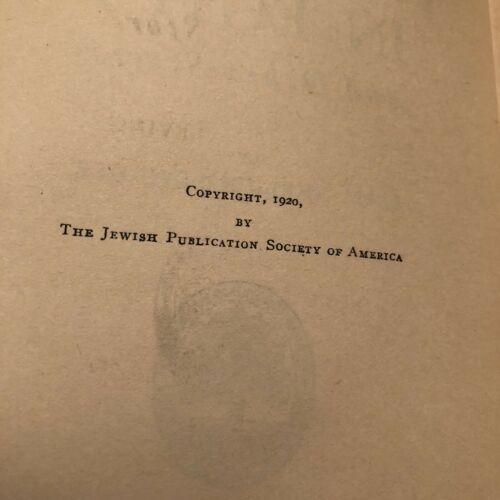 Copyright, 1920,
by
The Jewish Publication Society of America